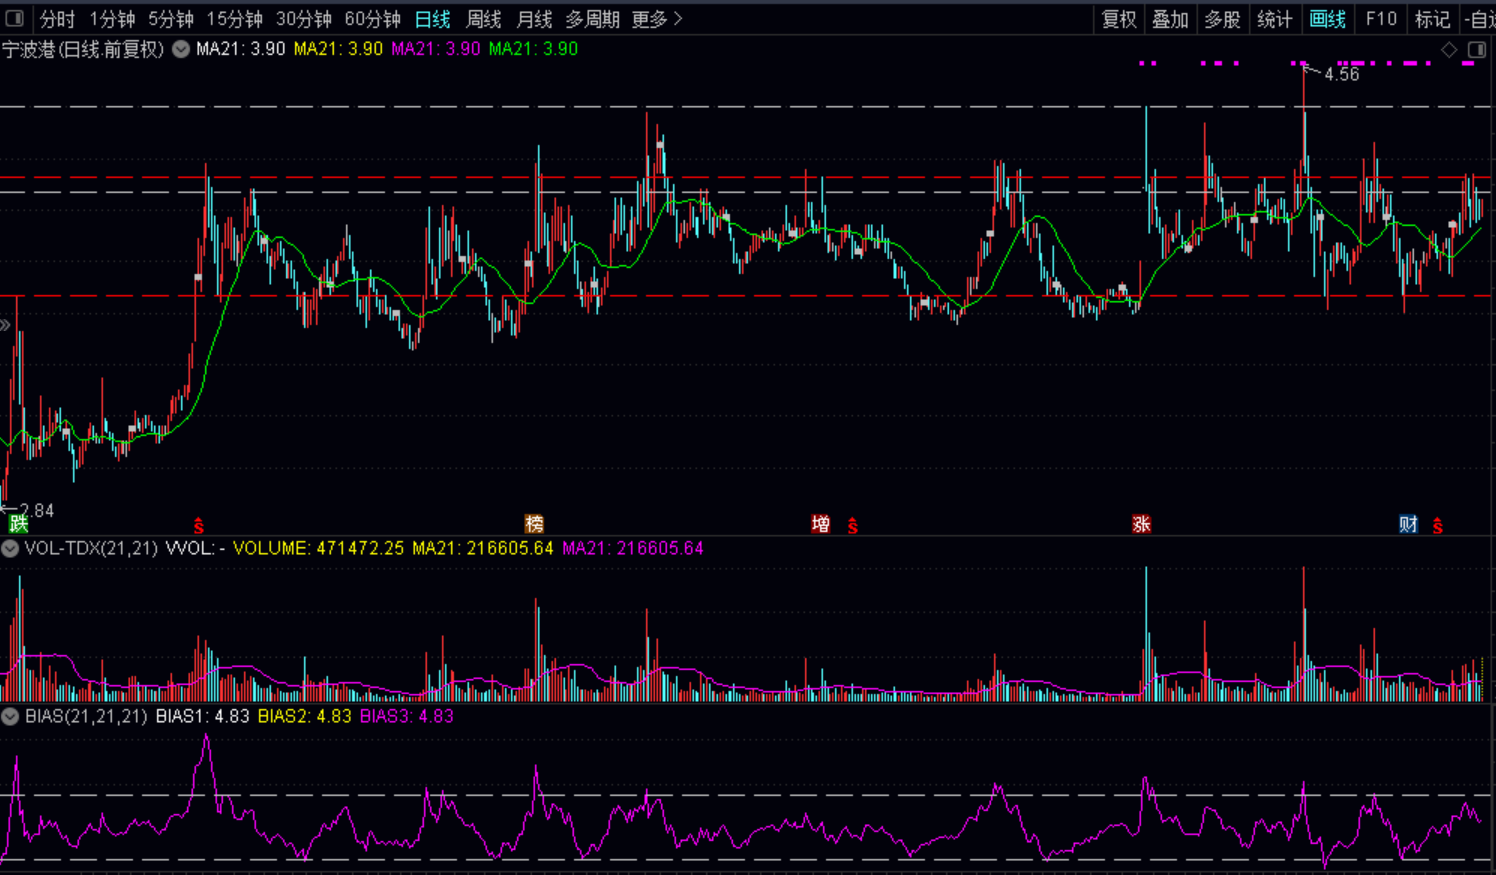 分时 1分钟 5分钟 15分钟 30分钟 60分钟 日线 周线 月线 多周期 更多 复权 叠加 多股 统计 画线 F10 标记 -自选
宁波港(日线.前复权) MA21: 3.90 MA21: 3.90 MA21: 3.90 MA21: 3.90
4.56
2.84
跌 S 榜 增 S 涨 财 S
VOL-TDX(21,21) VVOL: - VOLUME: 471472.25 MA21: 216605.64 MA21: 216605.64
BIAS(21,21,21) BIAS1: 4.83 BIAS2: 4.83 BIAS3: 4.83